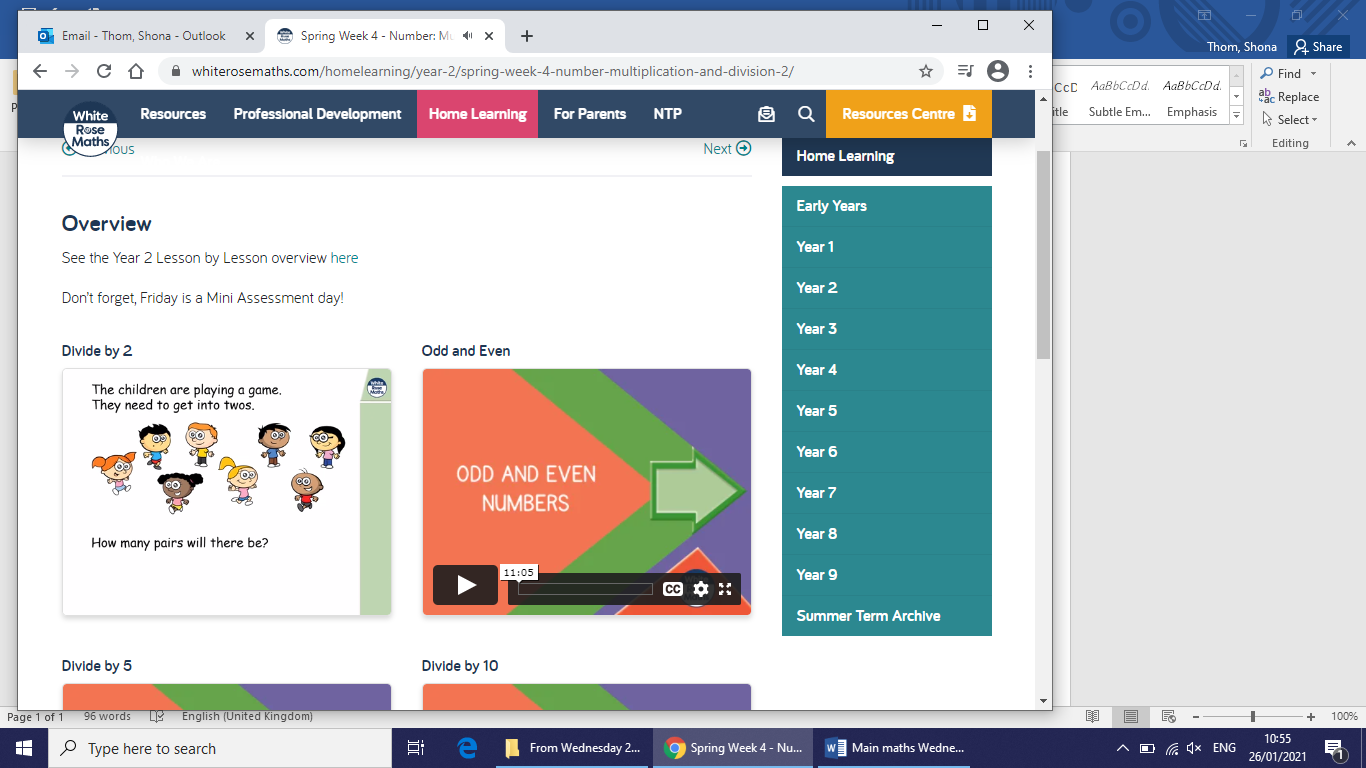 Email - Thom, Shona - Outlook
Spring Week 4 - Number: Mu
Thom, Shona
Share
whiterosemaths.com/homelearning/year-2/spring-week-4-number-multiplication-and-division-2/
AaBbCcDd.
AaBbCcDd.
Subtle Em...
Emphasis
Find
Replace
Select
Editing
White
Rose
Maths
Resources
Professional Development
Home Learning
For Parents
NTP
Resources Centre
Next
Home Learning
Early Years
Year 1
Year 2
Year 3
Year 4
Year 5
Year 6
Year 7
Year 8
Year 9
Summer Term Archive
Overview
See the Year 2 Lesson by Lesson overview here
Don't forget, Friday is a Mini Assessment day!
Divide by 2
The children are playing a game.
They need to get into twos.
How many pairs will there be?
White
Rose
Maths
Odd and Even
ODD AND EVEN
NUMBERS
11:05
CC
Divide by 5
Divide by 10
Page 1 of 1
96 words
English (United Kingdom)
100%
Type here to search
From Wednesday 2...
Spring Week 4 - Nu...
Main maths Wedne...
ENG
10:55
26/01/2021
1